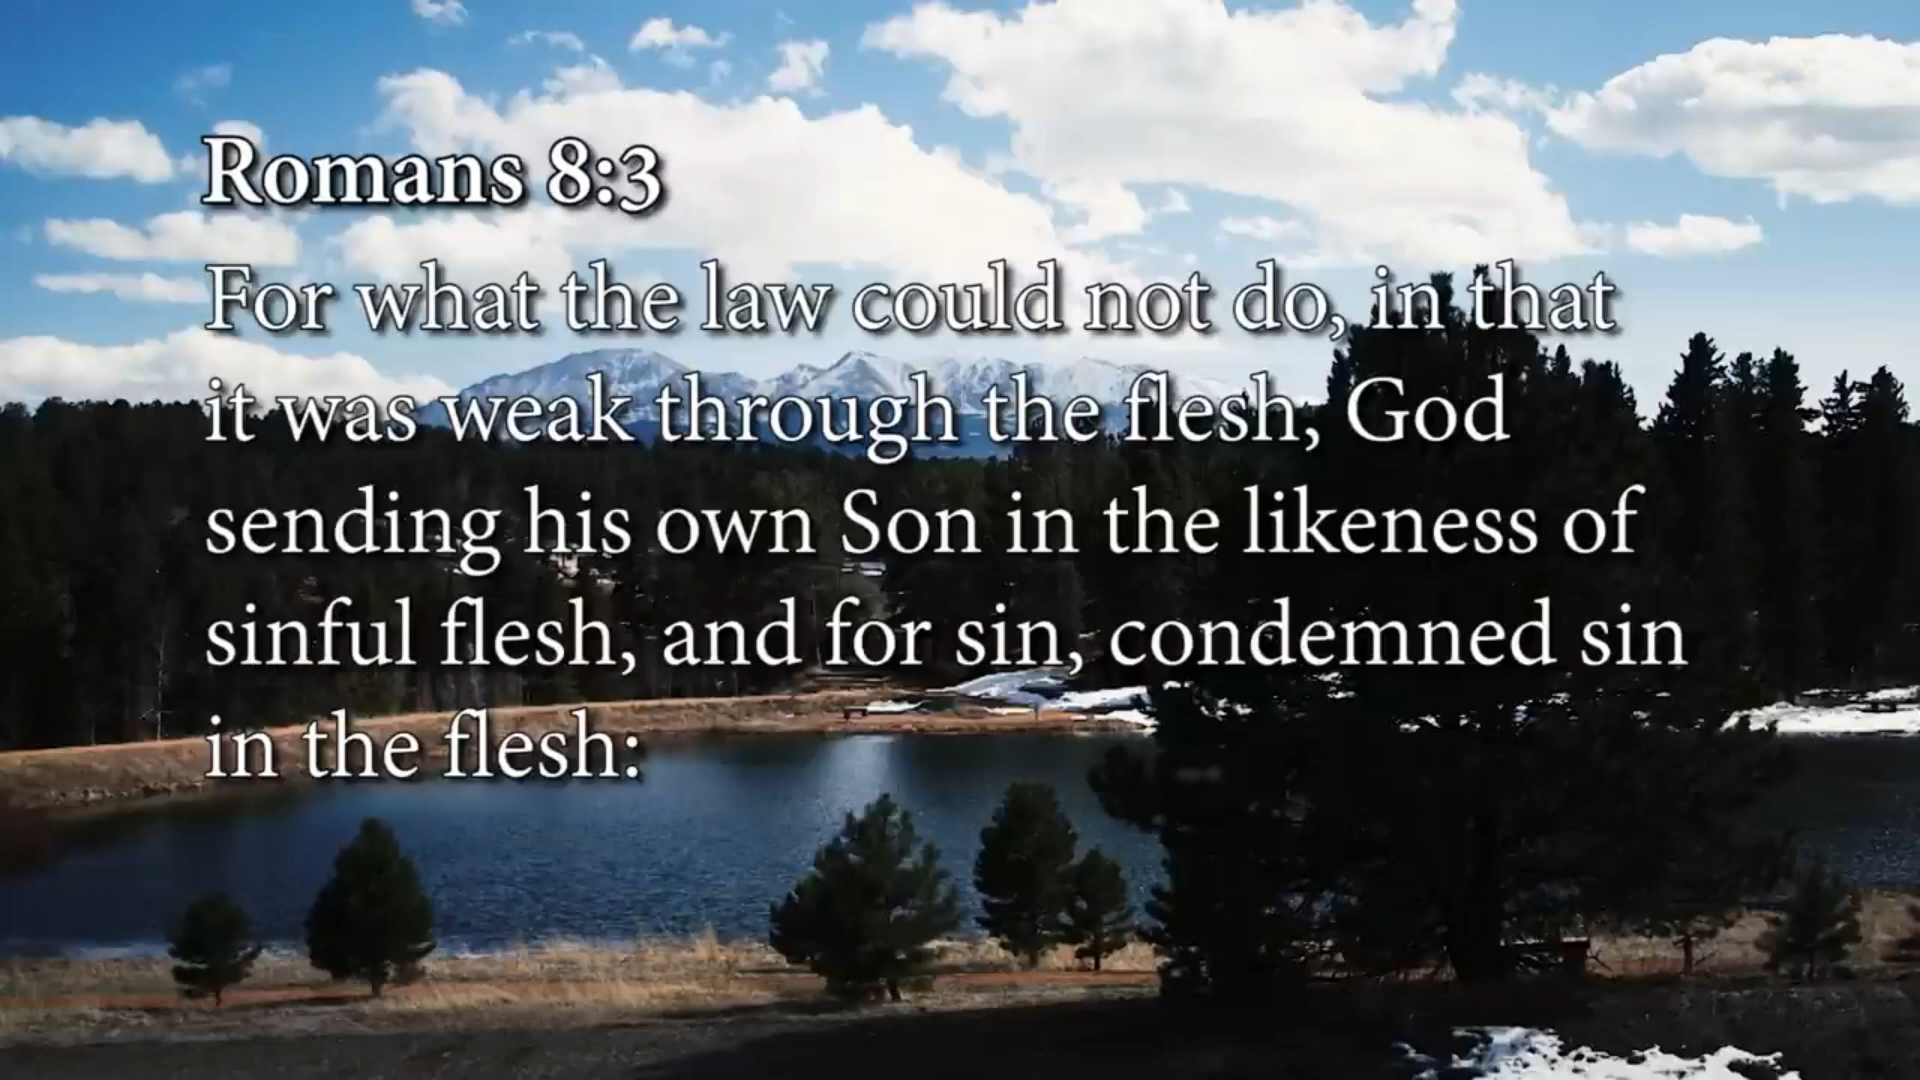 Romans 8:3
For what the law could not do, in that
it was weak through the flesh, God
sending his own Son in the likeness of
sinful flesh, and for sin, condemned sin
in the flesh: